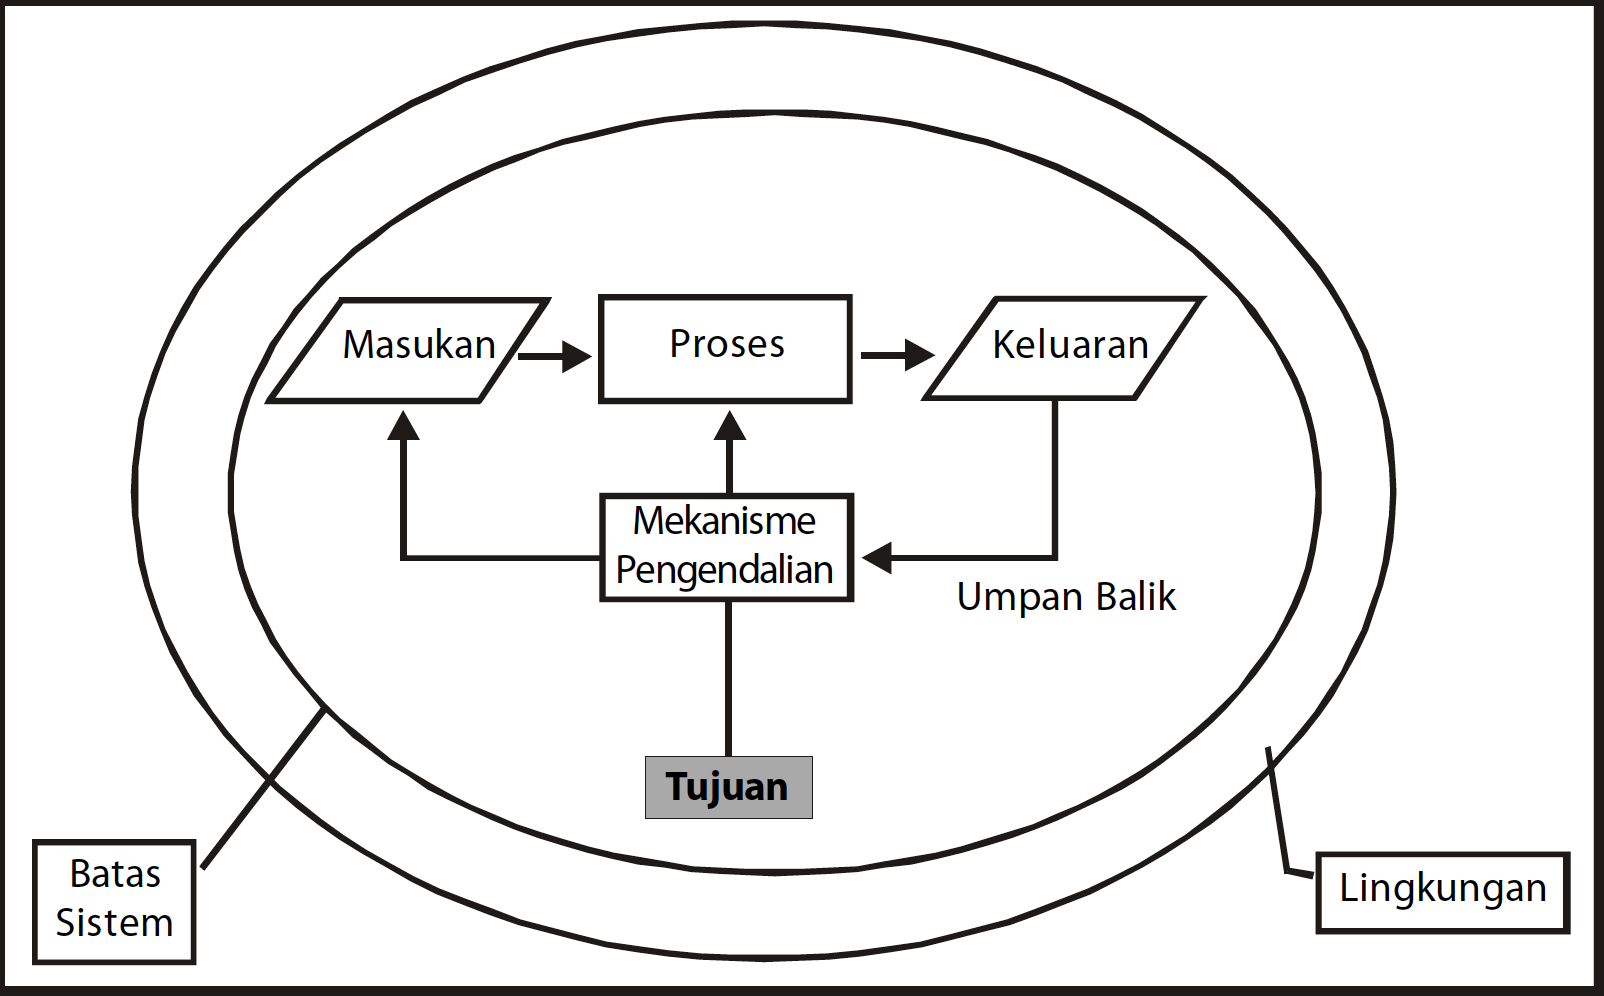 Masukan
Proses
Keluaran
Mekanisme
Pengendalian
Umpan Balik
Tujuan
Batas
Sistem
Lingkungan